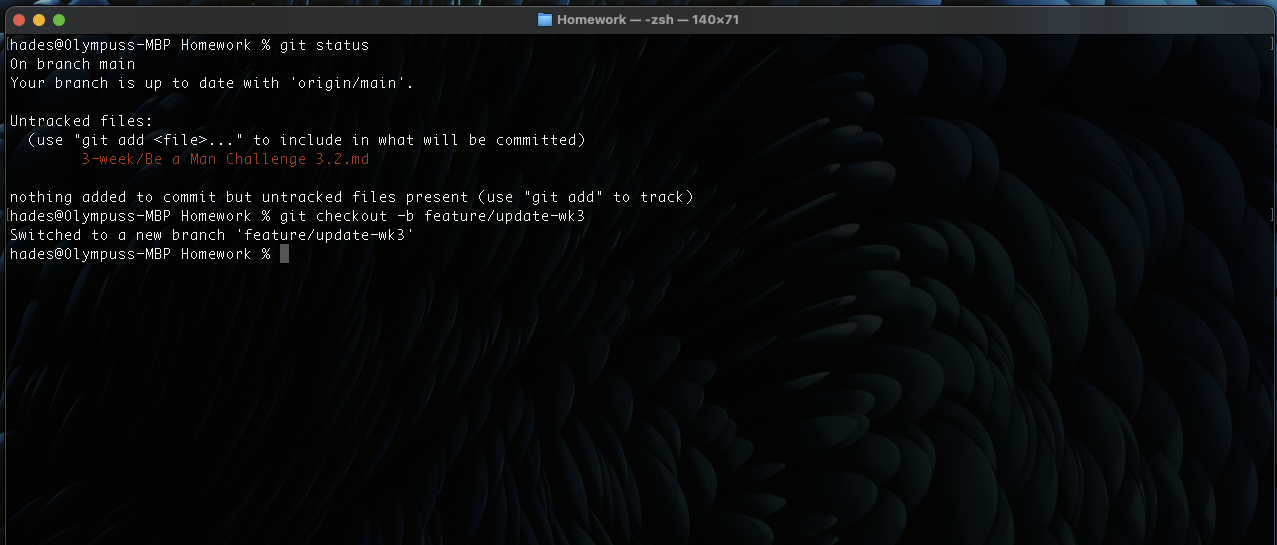 Homework — -zsh — 140×71
hades@Olympuss-MBP Homework % git status
On branch main
Your branch is up to date with 'origin/main'.
Untracked files:
  (use "git add <file>..." to include in what will be committed)
        3-week/Be a Man Challenge 3.2.md
nothing added to commit but untracked files present (use "git add" to track)
hades@Olympuss-MBP Homework % git checkout -b feature/update-wk3
Switched to a new branch 'feature/update-wk3'
hades@Olympuss-MBP Homework %